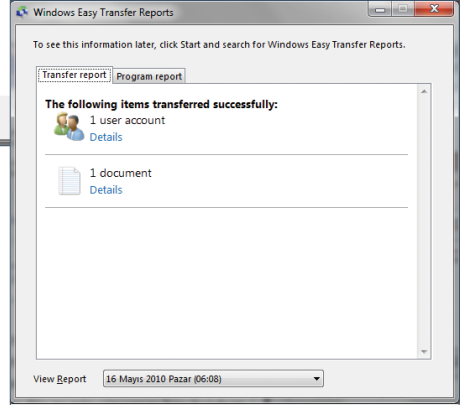 Windows Easy Transfer Reports
To see this information later, click Start and search for Windows Easy Transfer Reports.
Transfer report Program report
The following items transferred successfully:
1 user account
Details
1 document
Details
View Report 16 Mayıs 2010 Pazar (06:08)